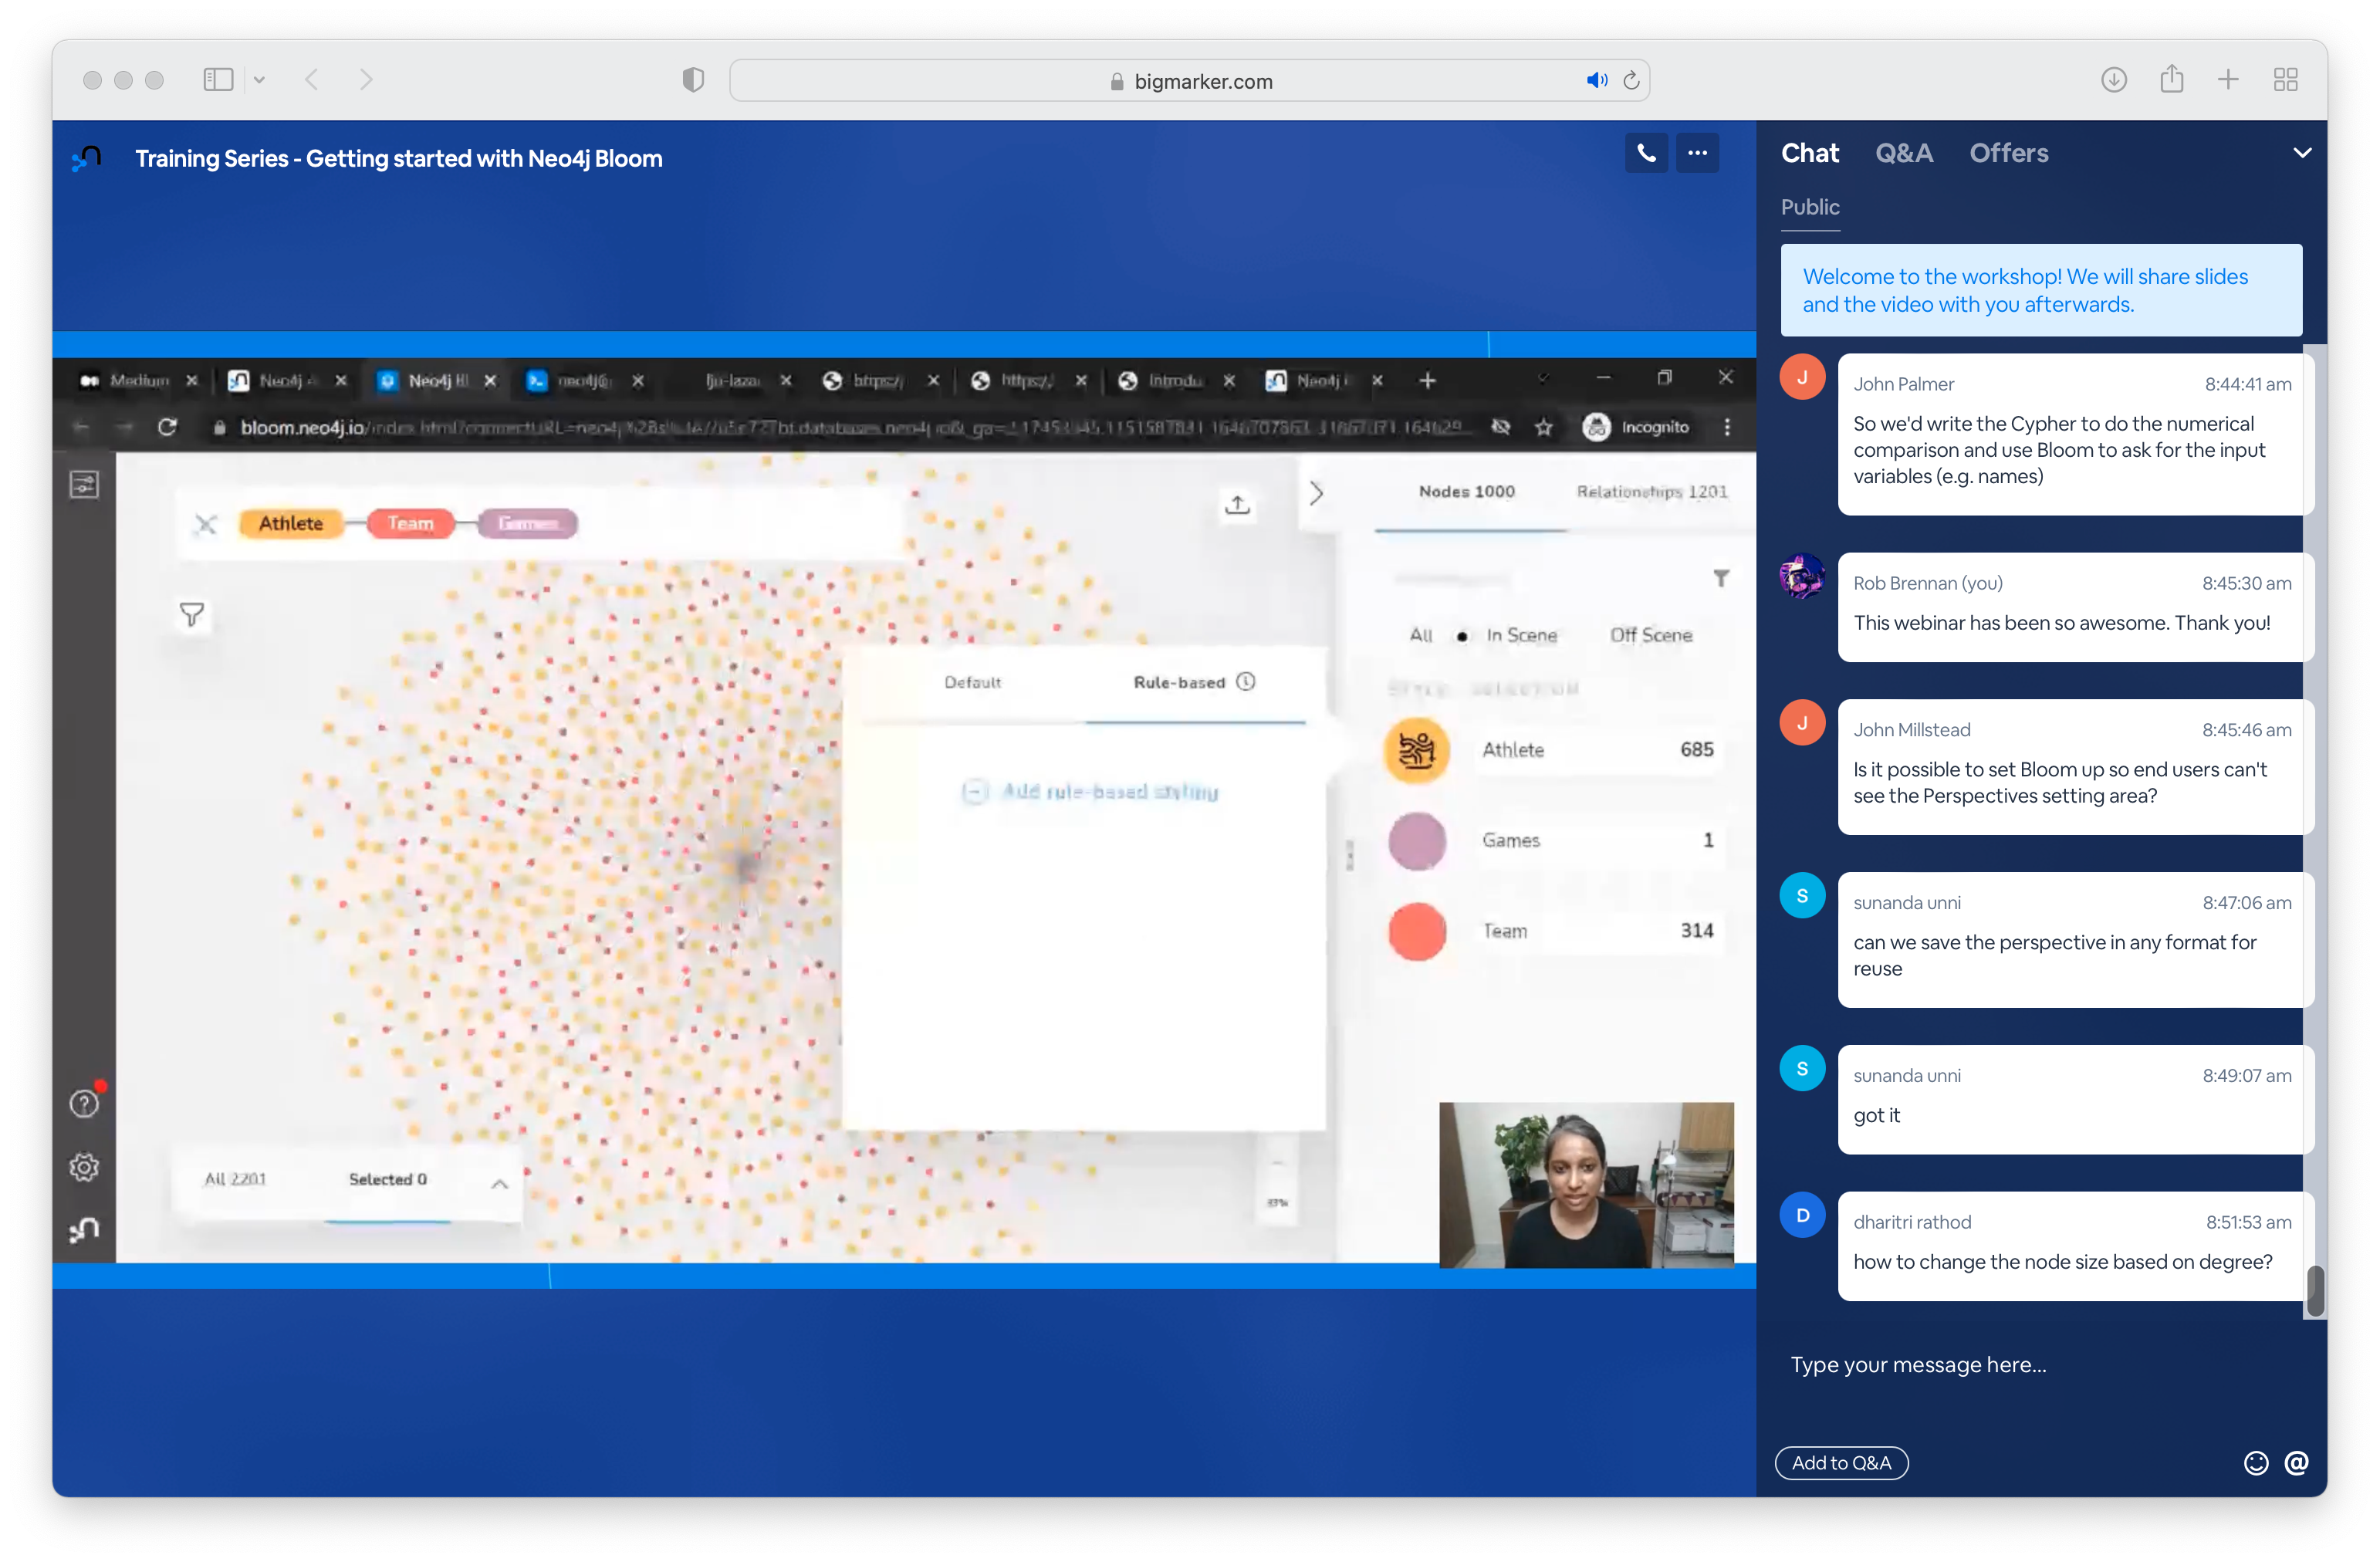 bigmarker.com
Training Series - Getting started with Neo4j Bloom
Medium
Neo4j
Neo4j Bl
neo4j@
https:/
https:/
Introdu
Neo4j
bloom.neo4j.io
Incognito
Athlete
Team
Games
Nodes 1000
Relationships 1201
All
In Scene
Off Scene
Default
Rule-based
Add rule-based styling
Athlete
685
Games
1
Team
314
All 2201
Selected 0
33%
Chat
Q&A
Offers
Public
Welcome to the workshop! We will share slides
and the video with you afterwards.
J
John Palmer
8:44:41 am
So we'd write the Cypher to do the numerical
comparison and use Bloom to ask for the input
variables (e.g. names)
Rob Brennan (you)
8:45:30 am
This webinar has been so awesome. Thank you!
J
John Millstead
8:45:46 am
Is it possible to set Bloom up so end users can't
see the Perspectives setting area?
S
sunanda unni
8:47:06 am
can we save the perspective in any format for
reuse
S
sunanda unni
8:49:07 am
got it
D
dharitri rathod
8:51:53 am
how to change the node size based on degree?
Type your message here...
Add to Q&A
@